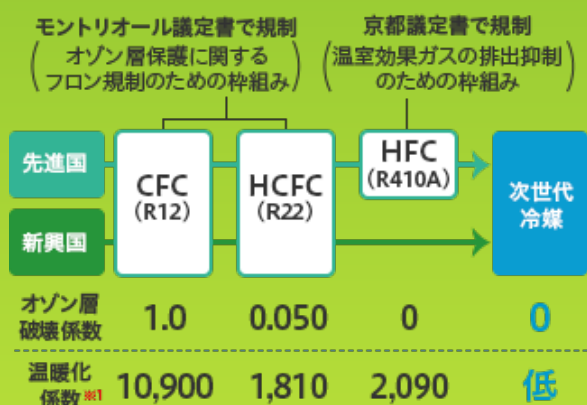 モントリオール議定書で規制
オゾン層保護に関する
フロン規制のための枠組み
京都議定書で規制
温室効果ガスの排出抑制
のための枠組み
先進国
新興国
CFC
(R12)
HCFC
(R22)
HFC
(R410A)
次世代
冷媒
オゾン層
破壊係数
1.0 0.050 0 0
温暖化
係数※1
10,900 1,810 2,090 低